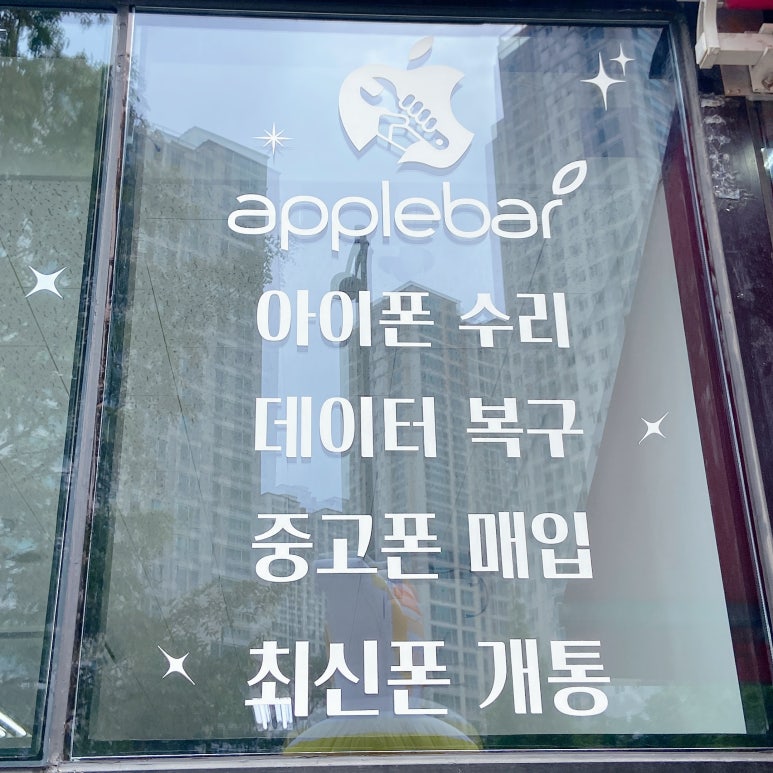 applebar
아이폰 수리
데이터 복구
중고폰 매입
최신폰 개통